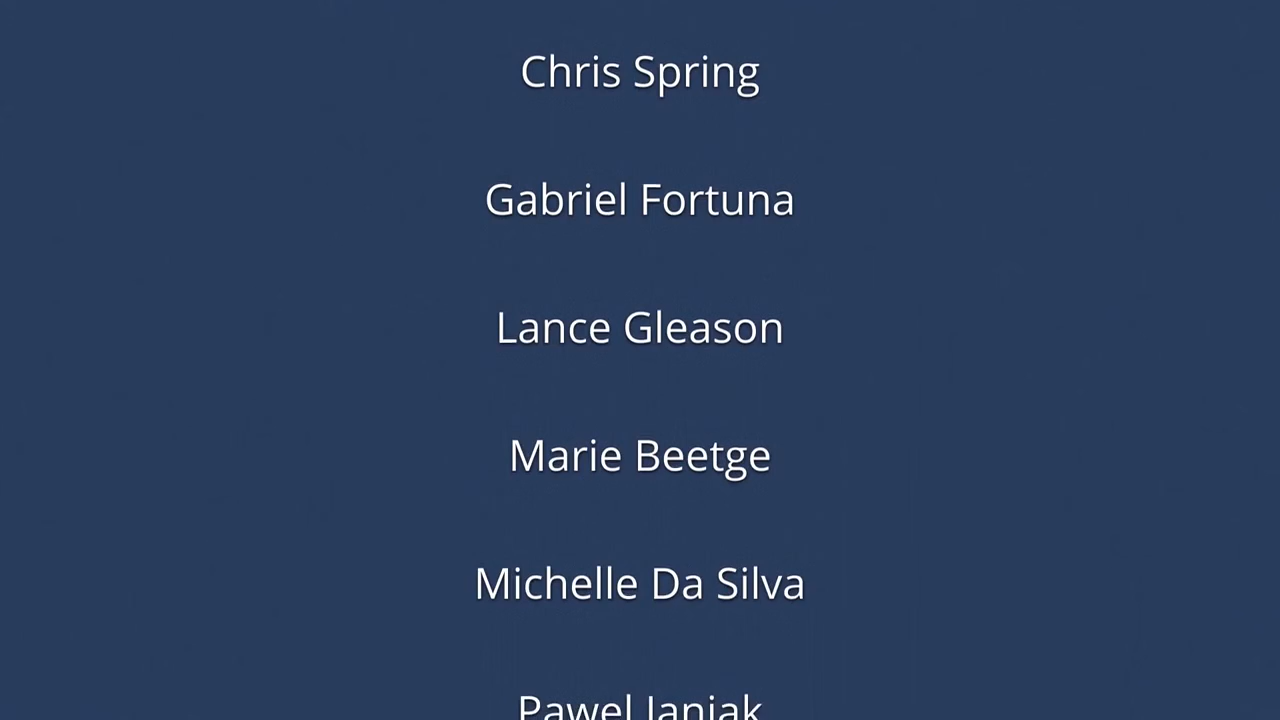 Chris Spring
Gabriel Fortuna
Lance Gleason
Marie Beetge
Michelle Da Silva
Pawel Janiak